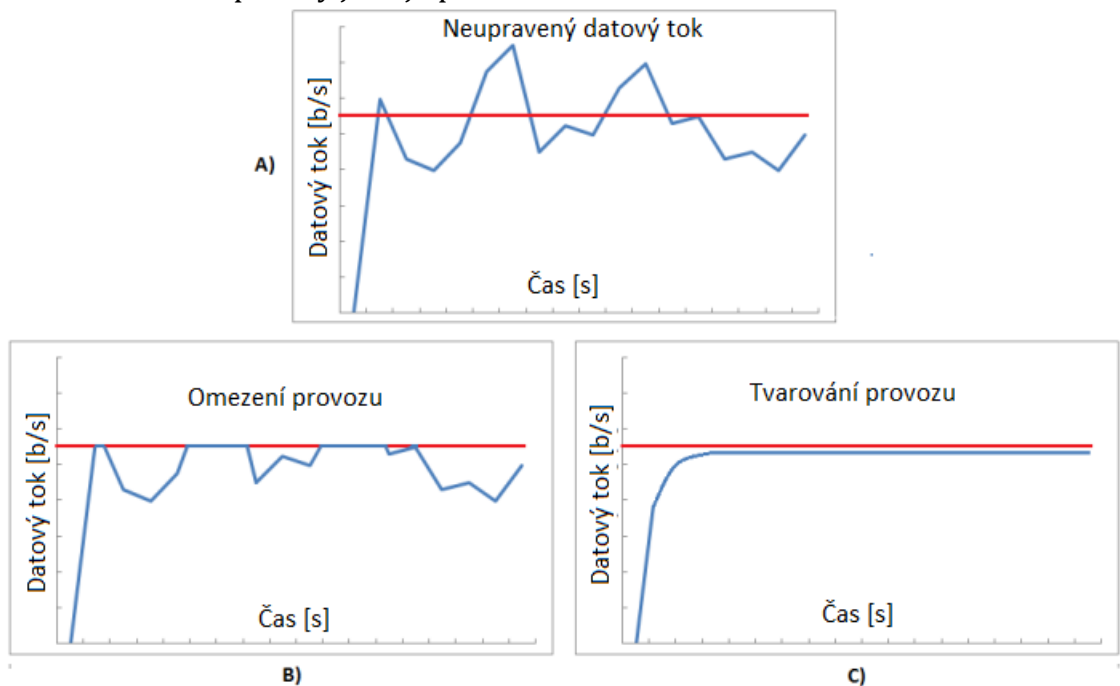 Neupravený datový tok
Datový tok [b/s]
A)
Čas [s]
Omezení provozu
Datový tok [b/s]
Čas [s]
B)
Tvarování provozu
Datový tok [b/s]
Čas [s]
C)